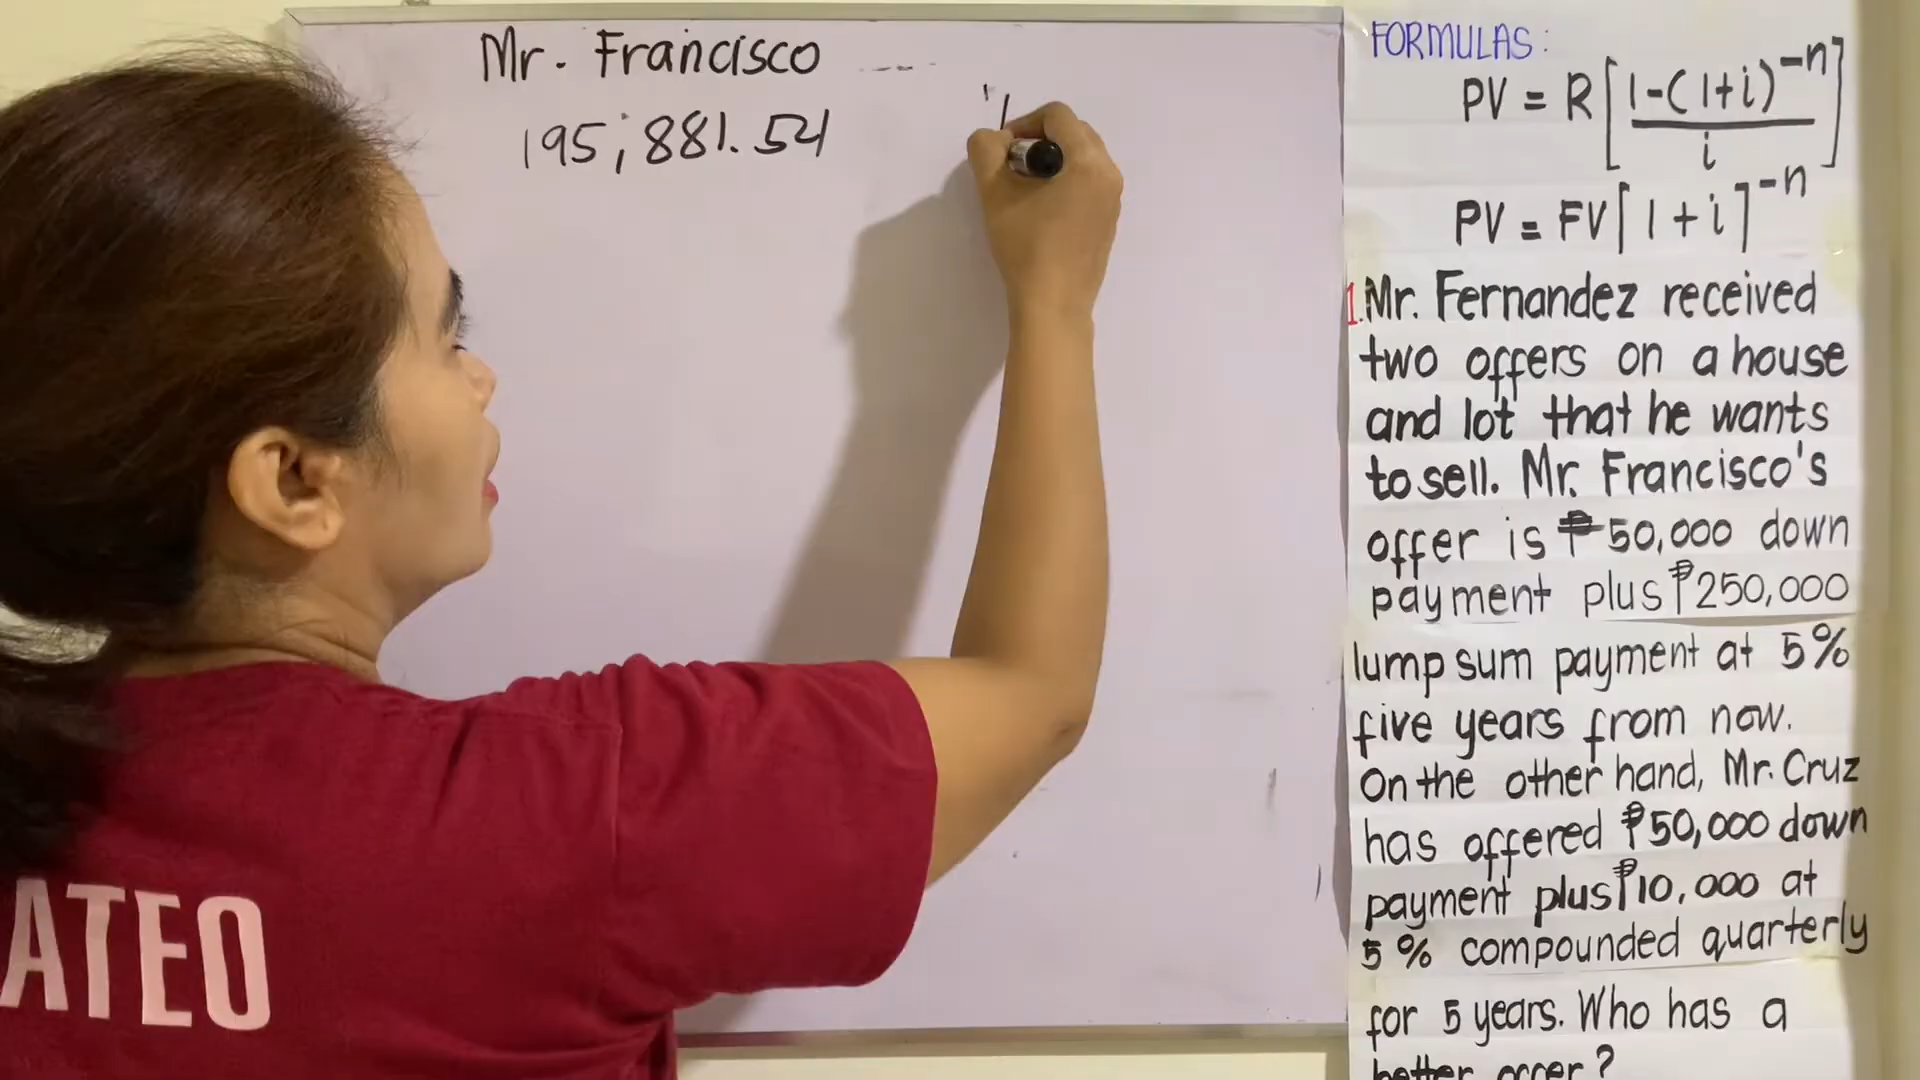 Mr. Francisco
195,881.54
FORMULAS:
PV = R[1-(1+i)^-n / i]
PV = FV[1+i]^-n
1. Mr. Fernandez received
two offers on a house
and lot that he wants
to sell. Mr. Francisco's
offer is ₱50,000 down
payment plus ₱250,000
lump sum payment at 5%
five years from now.
On the other hand, Mr. Cruz
has offered ₱50,000 down
payment plus ₱10,000 at
5% compounded quarterly
for 5 years. Who has a
better offer?
ATEO